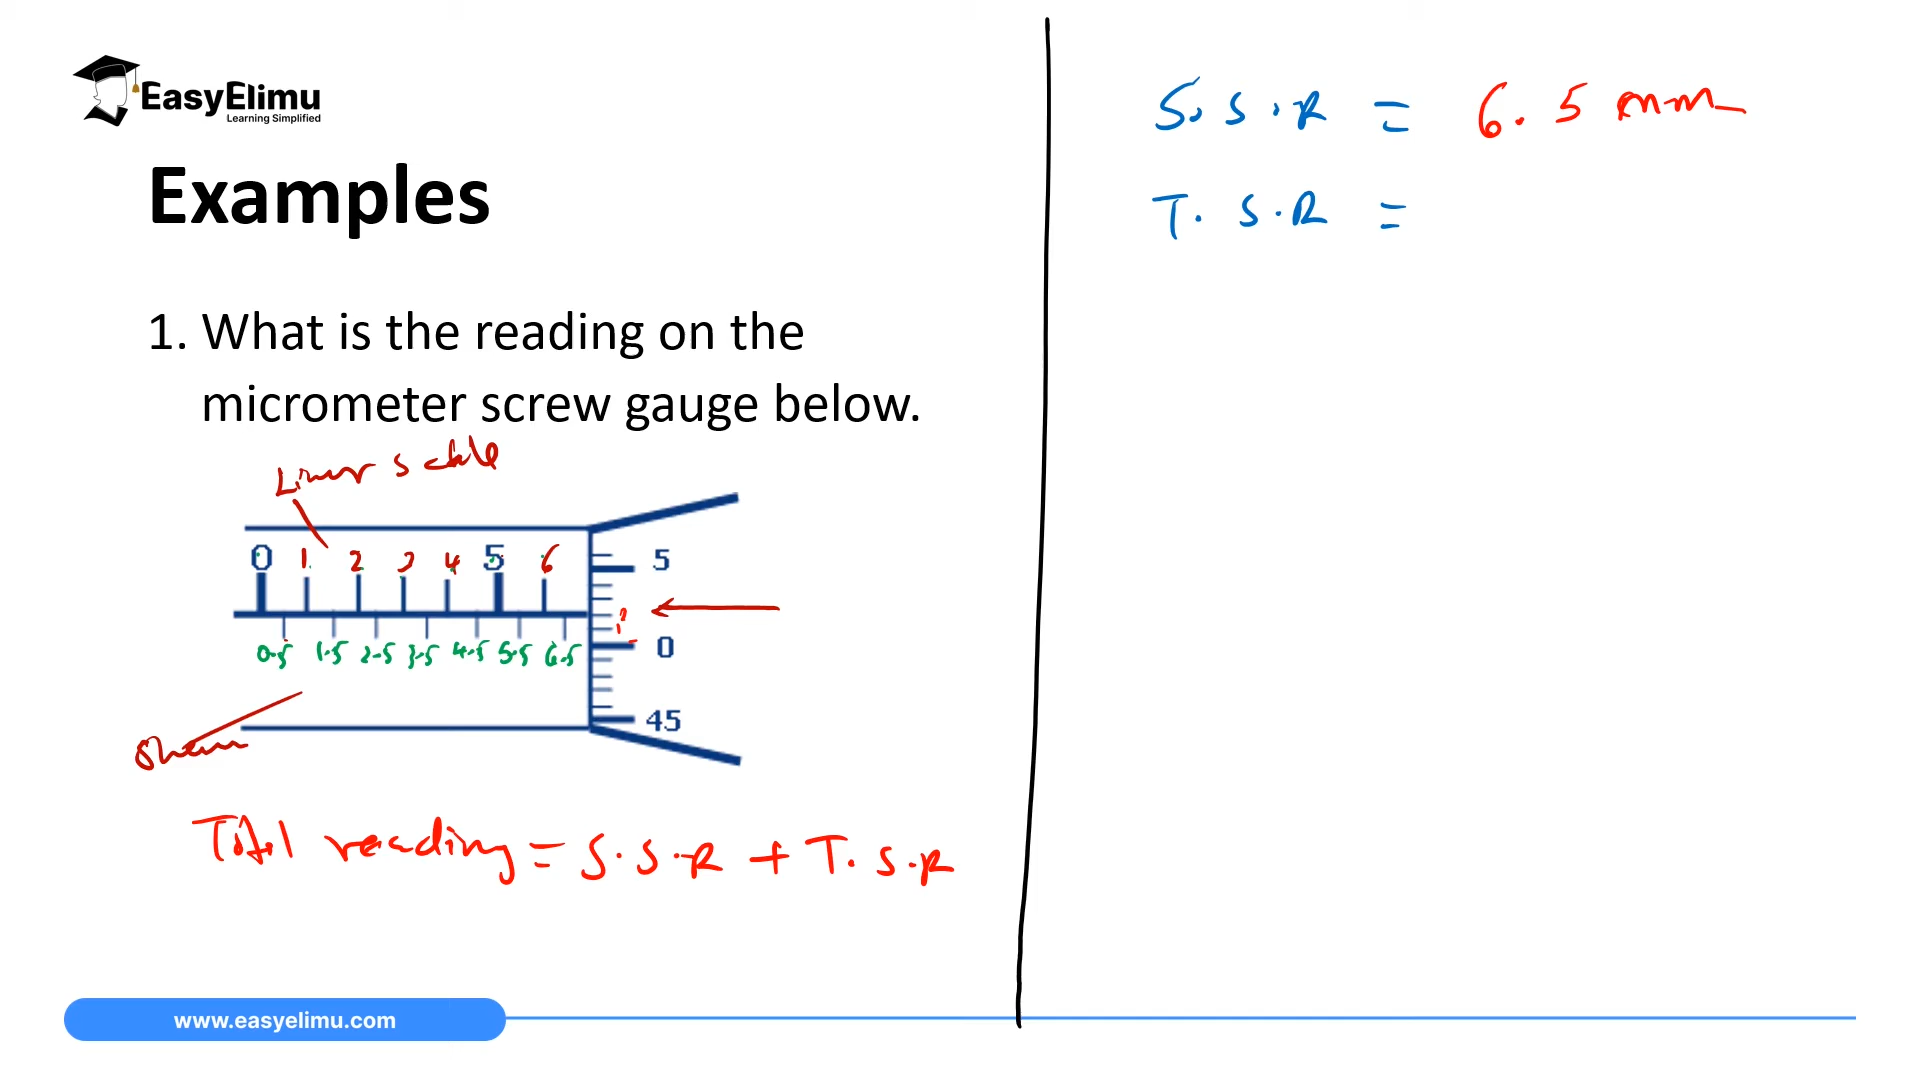 EasyElimu
Learning Simplified
Examples
1. What is the reading on the
micrometer screw gauge below.
scale
0 1 2 3 4 5 6
0.5 1.5 2.5 3.5 4.5 5.5 6.5
5
2
1
0
45
Total reading = S.S.R + T.S.R
S.S.R = 6.5 mm
T.S.R =
www.easyelimu.com